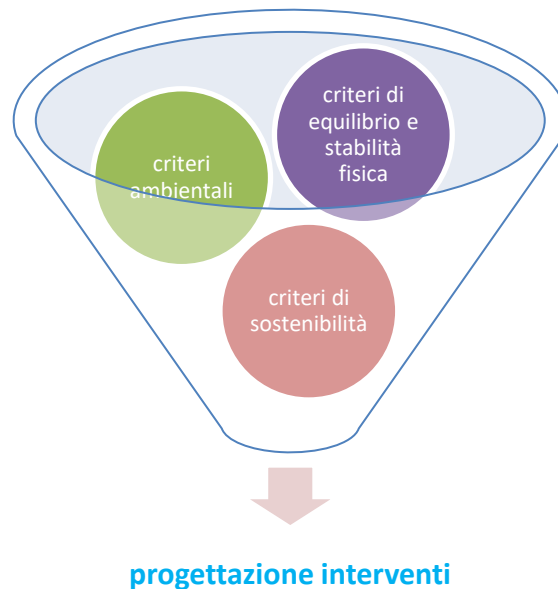 criteri di
equilibrio e
stabilità
fisica
criteri
ambientali
criteri di
sostenibilità
progettazione interventi